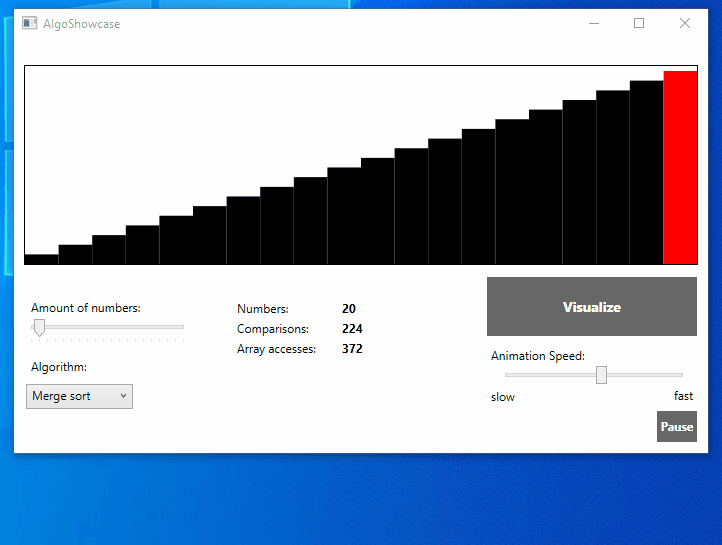 AlgoShowcase
Amount of numbers:
Algorithm:
Merge sort
Numbers: 20
Comparisons: 224
Array accesses: 372
Visualize
Animation Speed:
slow fast
Pause